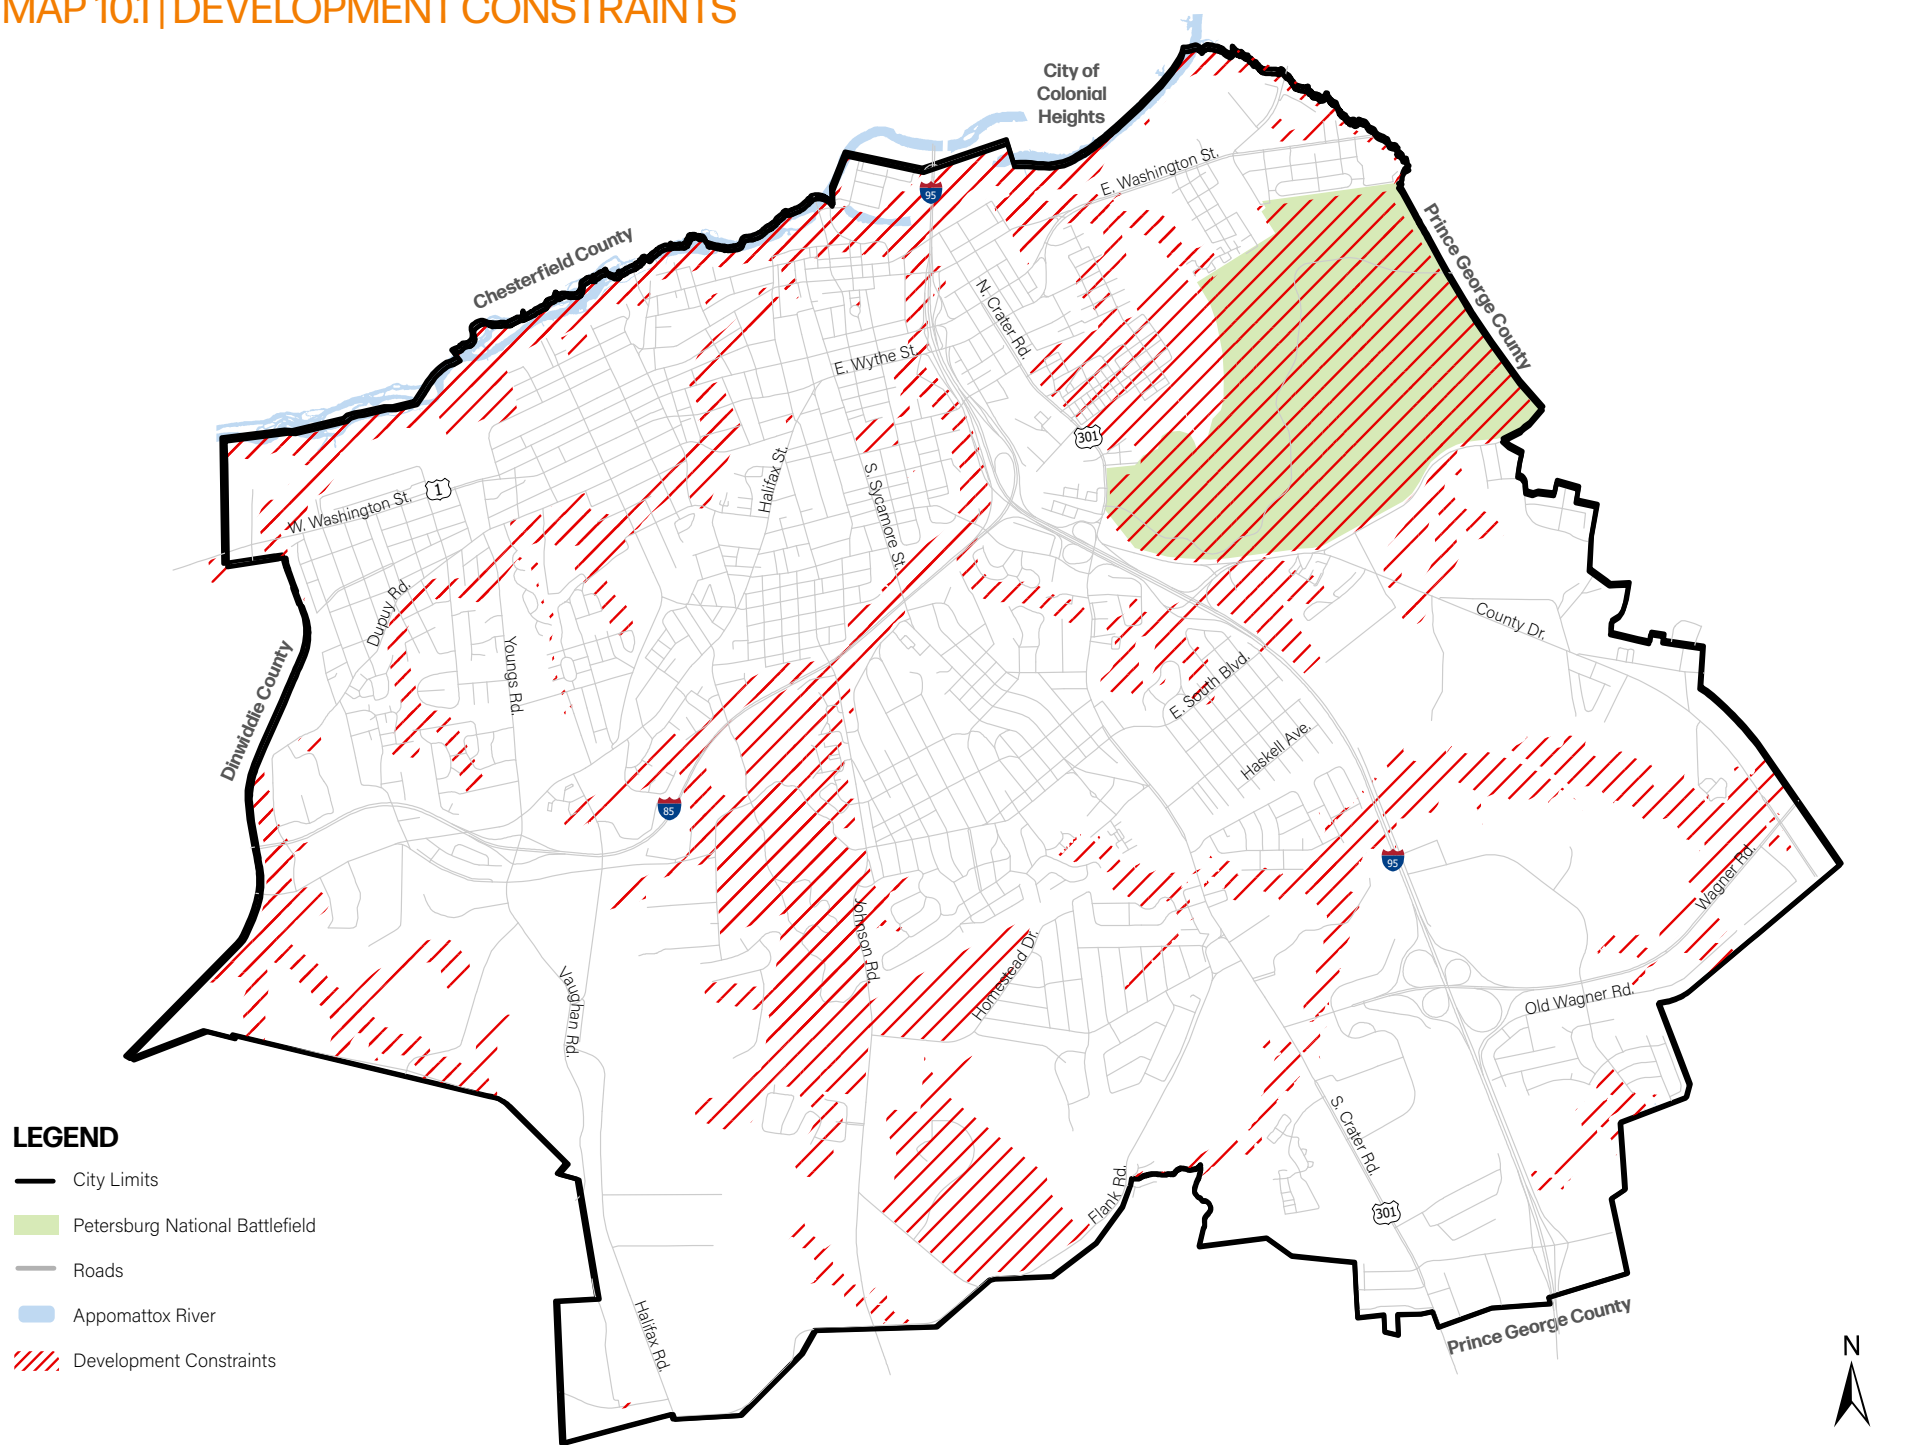 MAP 10.1 | DEVELOPMENT CONSTRAINTS
City of
Colonial
Heights
E. Washington St.
95
Prince George County
Chesterfield County
N. Crater Rd.
E. Wythe St.
301
Halifax St.
S. Sycamore St.
1
W. Washington St.
Dupuy Rd.
County Dr.
Youngs Rd.
E. South Blvd.
Dinwiddie County
Haskell Ave.
85
95
Wagner Rd.
Johnson Rd.
Homestead Dr.
Vaughan Rd.
Old Wagner Rd.
S. Crater Rd.
Flank Rd.
301
Halifax Rd.
Prince George County
LEGEND
City Limits
Petersburg National Battlefield
Roads
Appomattox River
Development Constraints
N